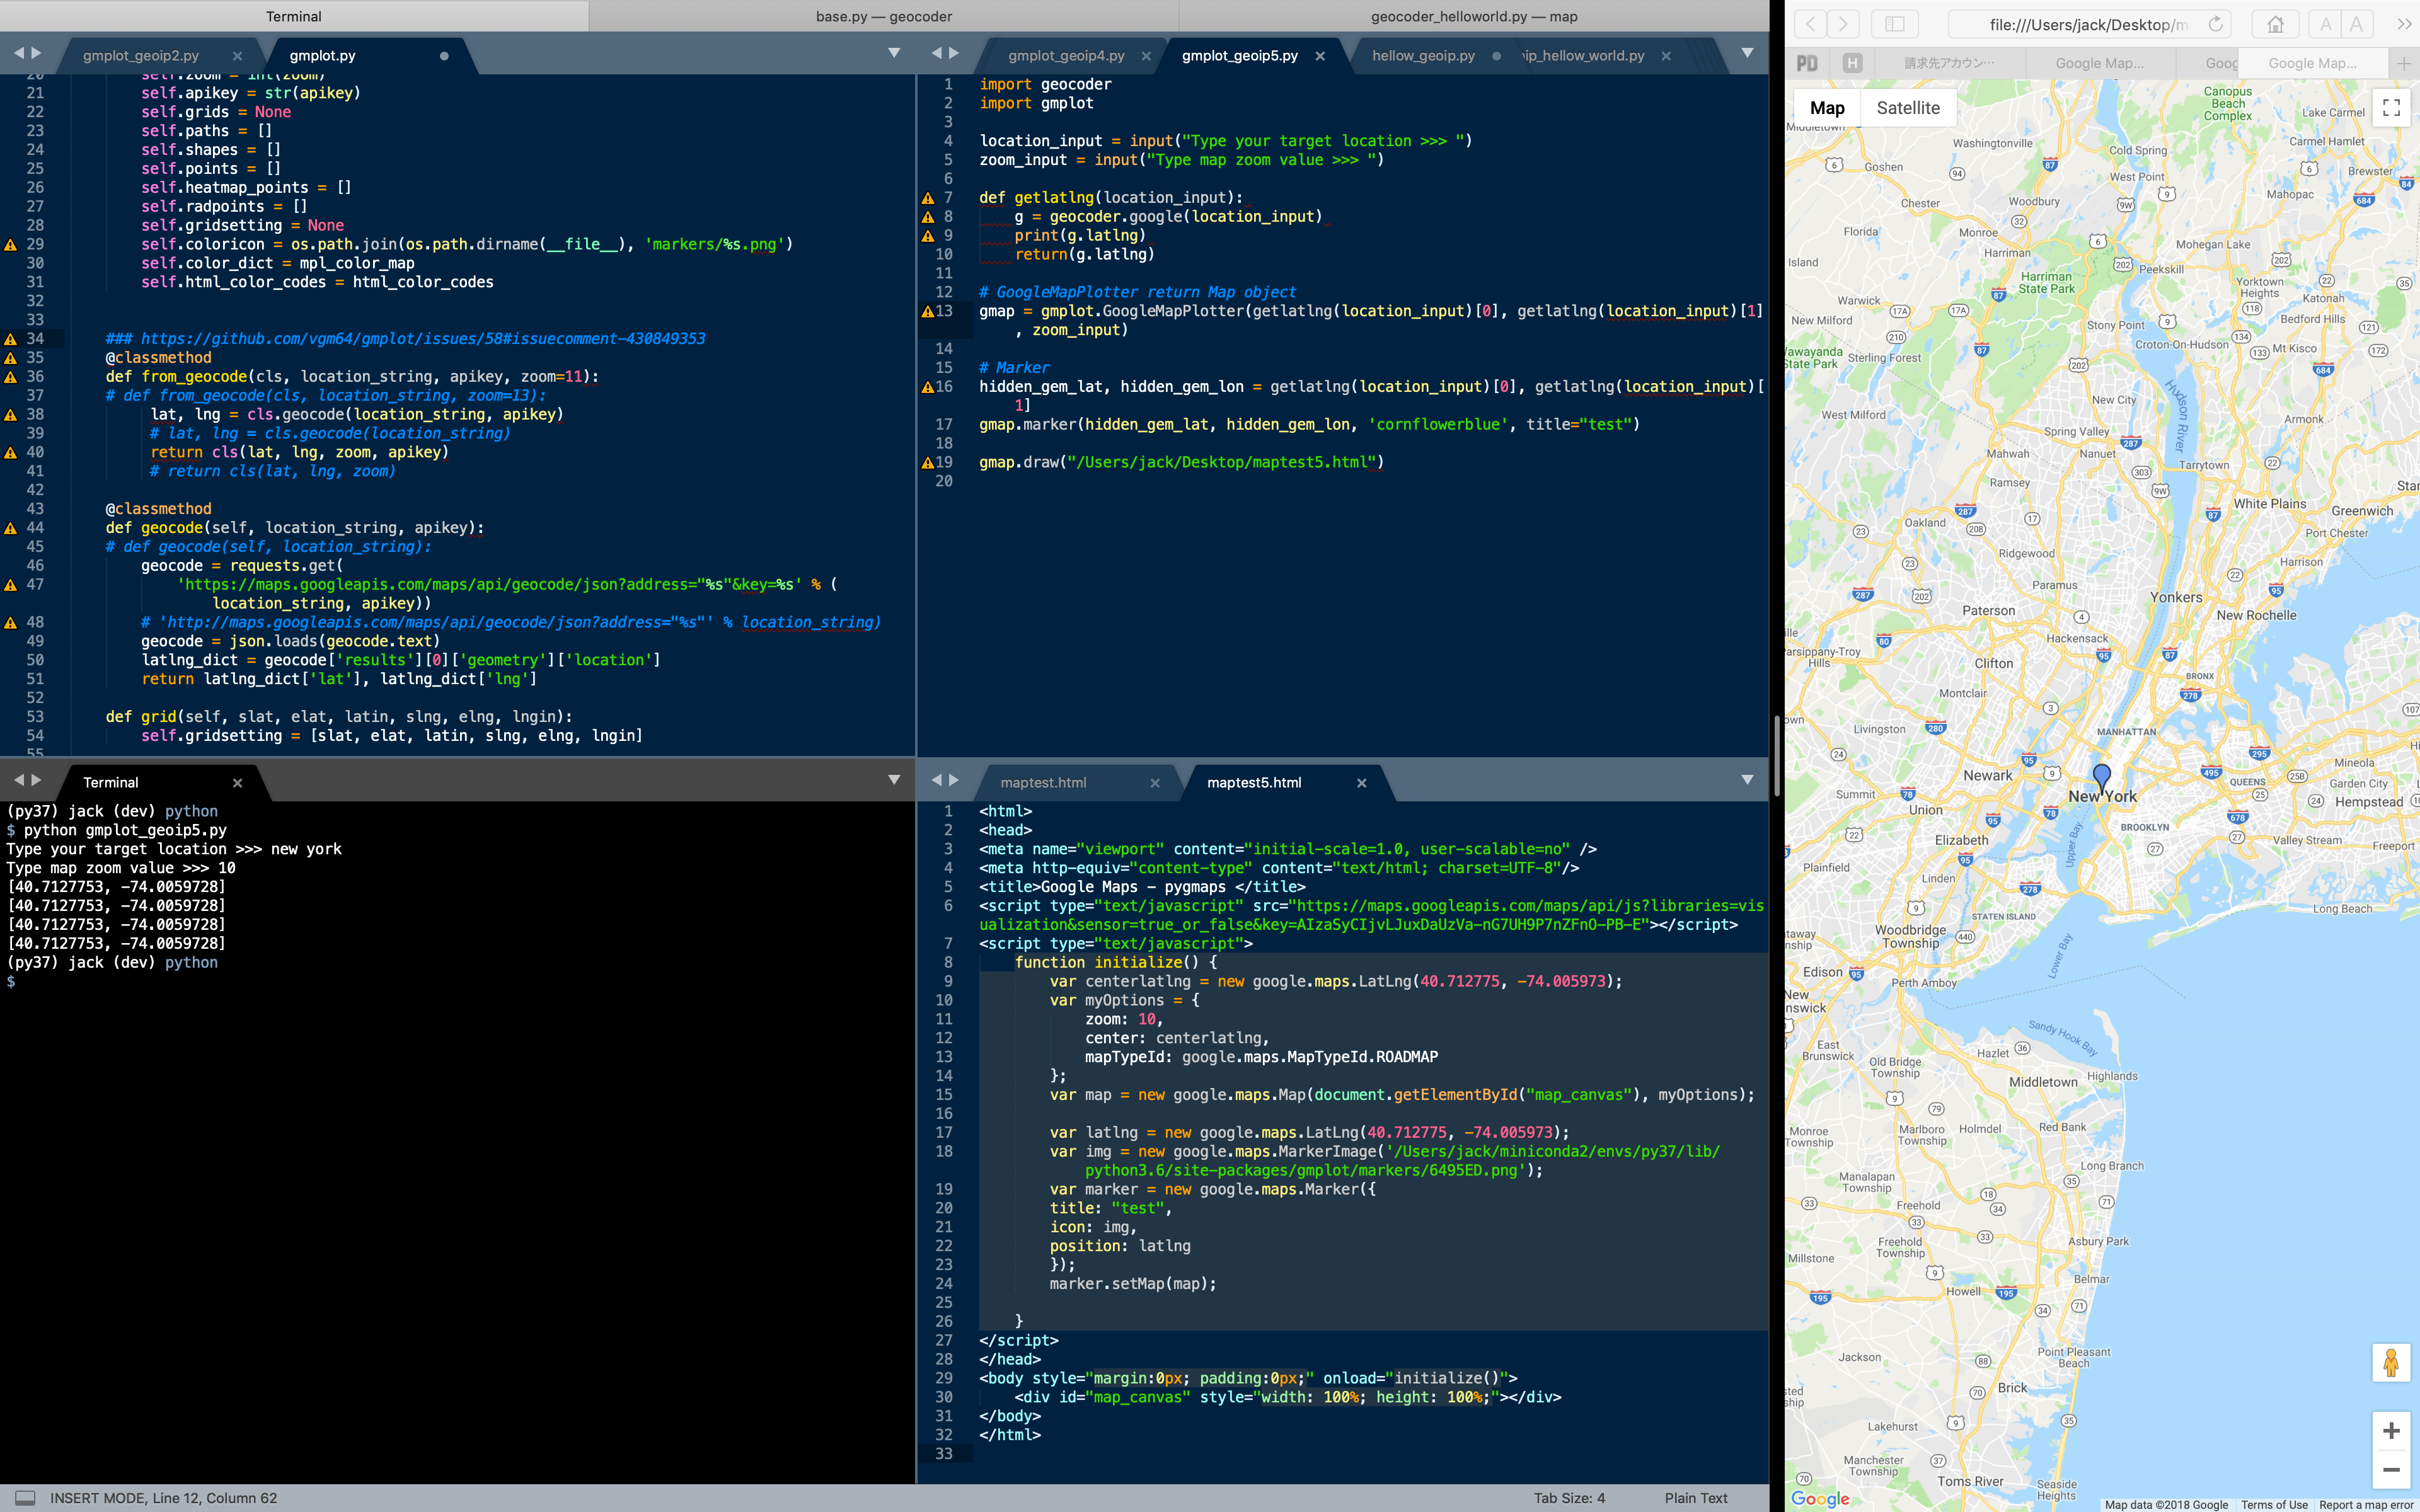 Terminal
base.py — geocoder
geocoder_helloworld.py — map
gmplot_geoip2.py
gmplot.py
20 self.zoom = int(zoom)
21 self.apikey = str(apikey)
22 self.grids = None
23 self.paths = []
24 self.shapes = []
25 self.points = []
26 self.heatmap_points = []
27 self.radpoints = []
28 self.gridsetting = None
29 self.coloricon = os.path.join(os.path.dirname(__file__), 'markers/%s.png')
30 self.color_dict = mpl_color_map
31 self.html_color_codes = html_color_codes
32
33
34 ### https://github.com/vgm64/gmplot/issues/58#issuecomment-430849353
35 @classmethod
36 def from_geocode(cls, location_string, apikey, zoom=11):
37 # def from_geocode(cls, location_string, zoom=13):
38 lat, lng = cls.geocode(location_string, apikey)
39 # lat, lng = cls.geocode(location_string)
40 return cls(lat, lng, zoom, apikey)
41 # return cls(lat, lng, zoom)
42
43 @classmethod
44 def geocode(self, location_string, apikey):
45 # def geocode(self, location_string):
46 geocode = requests.get(
47 'https://maps.googleapis.com/maps/api/geocode/json?address="%s"&key=%s' % (
location_string, apikey))
48 # 'http://maps.googleapis.com/maps/api/geocode/json?address="%s"' % location_string)
49 geocode = json.loads(geocode.text)
50 latlng_dict = geocode['results'][0]['geometry']['location']
51 return latlng_dict['lat'], latlng_dict['lng']
52
53 def grid(self, slat, elat, latin, slng, elng, lngin):
54 self.gridsetting = [slat, elat, latin, slng, elng, lngin]
55
gmplot_geoip4.py
gmplot_geoip5.py
hellow_geoip.py
ip_hellow_world.py
1 import geocoder
2 import gmplot
3
4 location_input = input("Type your target location >>> ")
5 zoom_input = input("Type map zoom value >>> ")
6
7 def getlatlng(location_input):
8 g = geocoder.google(location_input)
9 print(g.latlng)
10 return(g.latlng)
11
12 # GoogleMapPlotter return Map object
13 gmap = gmplot.GoogleMapPlotter(getlatlng(location_input)[0], getlatlng(location_input)[1]
, zoom_input)
14
15 # Marker
16 hidden_gem_lat, hidden_gem_lon = getlatlng(location_input)[0], getlatlng(location_input)[
1]
17 gmap.marker(hidden_gem_lat, hidden_gem_lon, 'cornflowerblue', title="test")
18
19 gmap.draw("/Users/jack/Desktop/maptest5.html")
20
Terminal
(py37) jack (dev) python
$ python gmplot_geoip5.py
Type your target location >>> new york
Type map zoom value >>> 10
[40.7127753, -74.0059728]
[40.7127753, -74.0059728]
[40.7127753, -74.0059728]
[40.7127753, -74.0059728]
(py37) jack (dev) python
$
maptest.html
maptest5.html
1 <html>
2 <head>
3 <meta name="viewport" content="initial-scale=1.0, user-scalable=no" />
4 <meta http-equiv="content-type" content="text/html; charset=UTF-8"/>
5 <title>Google Maps - pygmaps </title>
6 <script type="text/javascript" src="https://maps.googleapis.com/maps/api/js?libraries=vis
ualization&sensor=true_or_false&key=AIzaSyCIjvLJuxDaUzVa-nG7UH9P7nZFnO-PB-E"></script>
7 <script type="text/javascript">
8 function initialize() {
9 var centerlatlng = new google.maps.LatLng(40.712775, -74.005973);
10 var myOptions = {
11 zoom: 10,
12 center: centerlatlng,
13 mapTypeId: google.maps.MapTypeId.ROADMAP
14 };
15 var map = new google.maps.Map(document.getElementById("map_canvas"), myOptions);
16
17 var latlng = new google.maps.LatLng(40.712775, -74.005973);
18 var img = new google.maps.MarkerImage('/Users/jack/miniconda2/envs/py37/lib/
python3.6/site-packages/gmplot/markers/6495ED.png');
19 var marker = new google.maps.Marker({
20 title: "test",
21 icon: img,
22 position: latlng
23 });
24 marker.setMap(map);
25
26 }
27 </script>
28 </head>
29 <body style="margin:0px; padding:0px;" onload="initialize()">
30 <div id="map_canvas" style="width: 100%; height: 100%;"></div>
31 </body>
32 </html>
33
INSERT MODE, Line 12, Column 62
Tab Size: 4
Plain Text
file:///Users/jack/Desktop/m
A A
PD
H
請求先アカウン…
Google Map...
Goog
Google Map...
Map
Satellite
Canopus
Beach
Complex
Lake Carmel
Middletown
Washingtonville
Cold Spring
Carmel Hamlet
Goshen
West Point
Brewster
Woodbury
Mahopac
Chester
Florida
Monroe
Mohegan Lake
Harriman
Island
Peekskill
Harriman
State Park
Yorktown
Heights
Katonah
Warwick
New Milford
Stony Point
Bedford Hills
Wawayanda
State Park
Sterling Forest
Croton-On-Hudson
Mt Kisco
Hudson River
New City
West Milford
Armonk
Spring Valley
Mahwah
Nanuet
Tarrytown
Ramsey
White Plains
Greenwich
Oakland
Port Chester
Ridgewood
Harrison
Paramus
Yonkers
Paterson
New Rochelle
Hackensack
Parsippany-Troy
Hills
Clifton
BRONX
Montclair
MANHATTAN
Livingston
Mineola
Newark
QUEENS
Garden City
Summit
New York
Hempstead
Union
BROOKLYN
Elizabeth
Valley Stream
Upper Bay
Freeport
Plainfield
Linden
STATEN ISLAND
Long Beach
Woodbridge
Township
Lower Bay
Edison
Perth Amboy
New
Brunswick
Sandy Hook Bay
East
Brunswick
Old Bridge
Township
Hazlet
Middletown
Highlands
Monroe
Township
Marlboro
Township
Holmdel
Red Bank
Long Branch
Manalapan
Township
Freehold
Freehold
Township
Asbury Park
Millstone
Belmar
Howell
Jackson
Point Pleasant
Beach
Brick
Lakehurst
Manchester
Township
Toms River
Seaside
Heights
Google
Map data ©2018 Google
Terms of Use
Report a map error